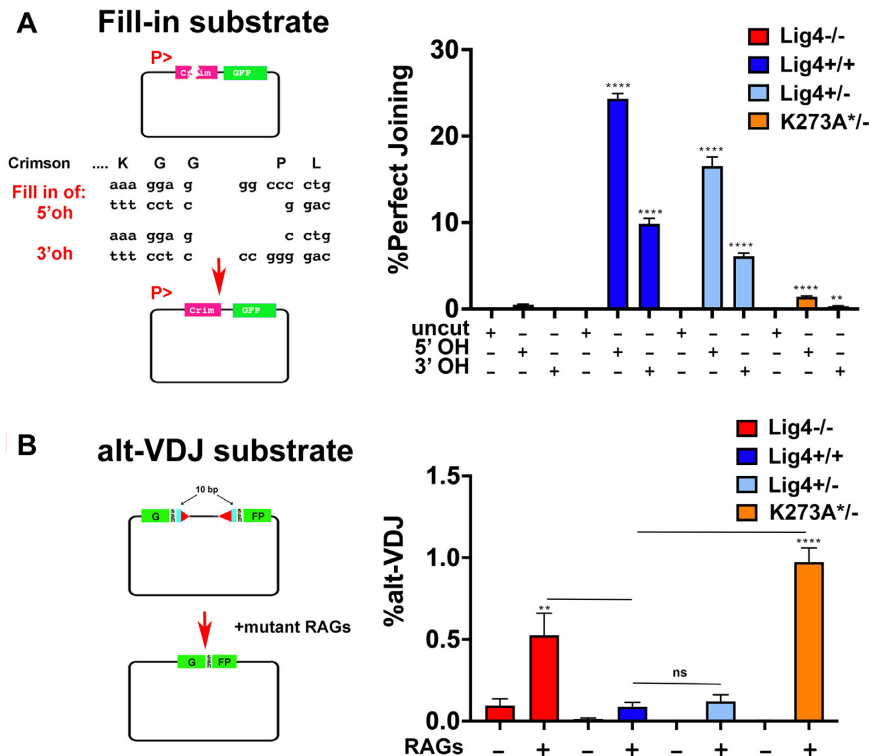 A
Fill-in substrate
P>
Crim
GFP
Crimson .... K G G P L
Fill in of:
5'oh
aaa gga g gg ccc ctg
ttt cct c g gac
3'oh
aaa ggag g c ctg
ttt cct c cc ggg gac
P>
Crim
GFP
%Perfect Joining
30
20
10
0
Lig4-/-
Lig4+/+
Lig4+/-
K273A*/-
****
****
****
****
****
**
uncut + – – + – – + – – + – –
5' OH – + – – + – – + – – + –
3' OH – – + – – + – – + – – +
B
alt-VDJ substrate
10 bp
G
FP
+mutant RAGs
G
FP
%alt-VDJ
1.5
1.0
0.5
0.0
Lig4-/-
Lig4+/+
Lig4+/-
K273A*/-
**
ns
****
RAGs – + – + – + – +